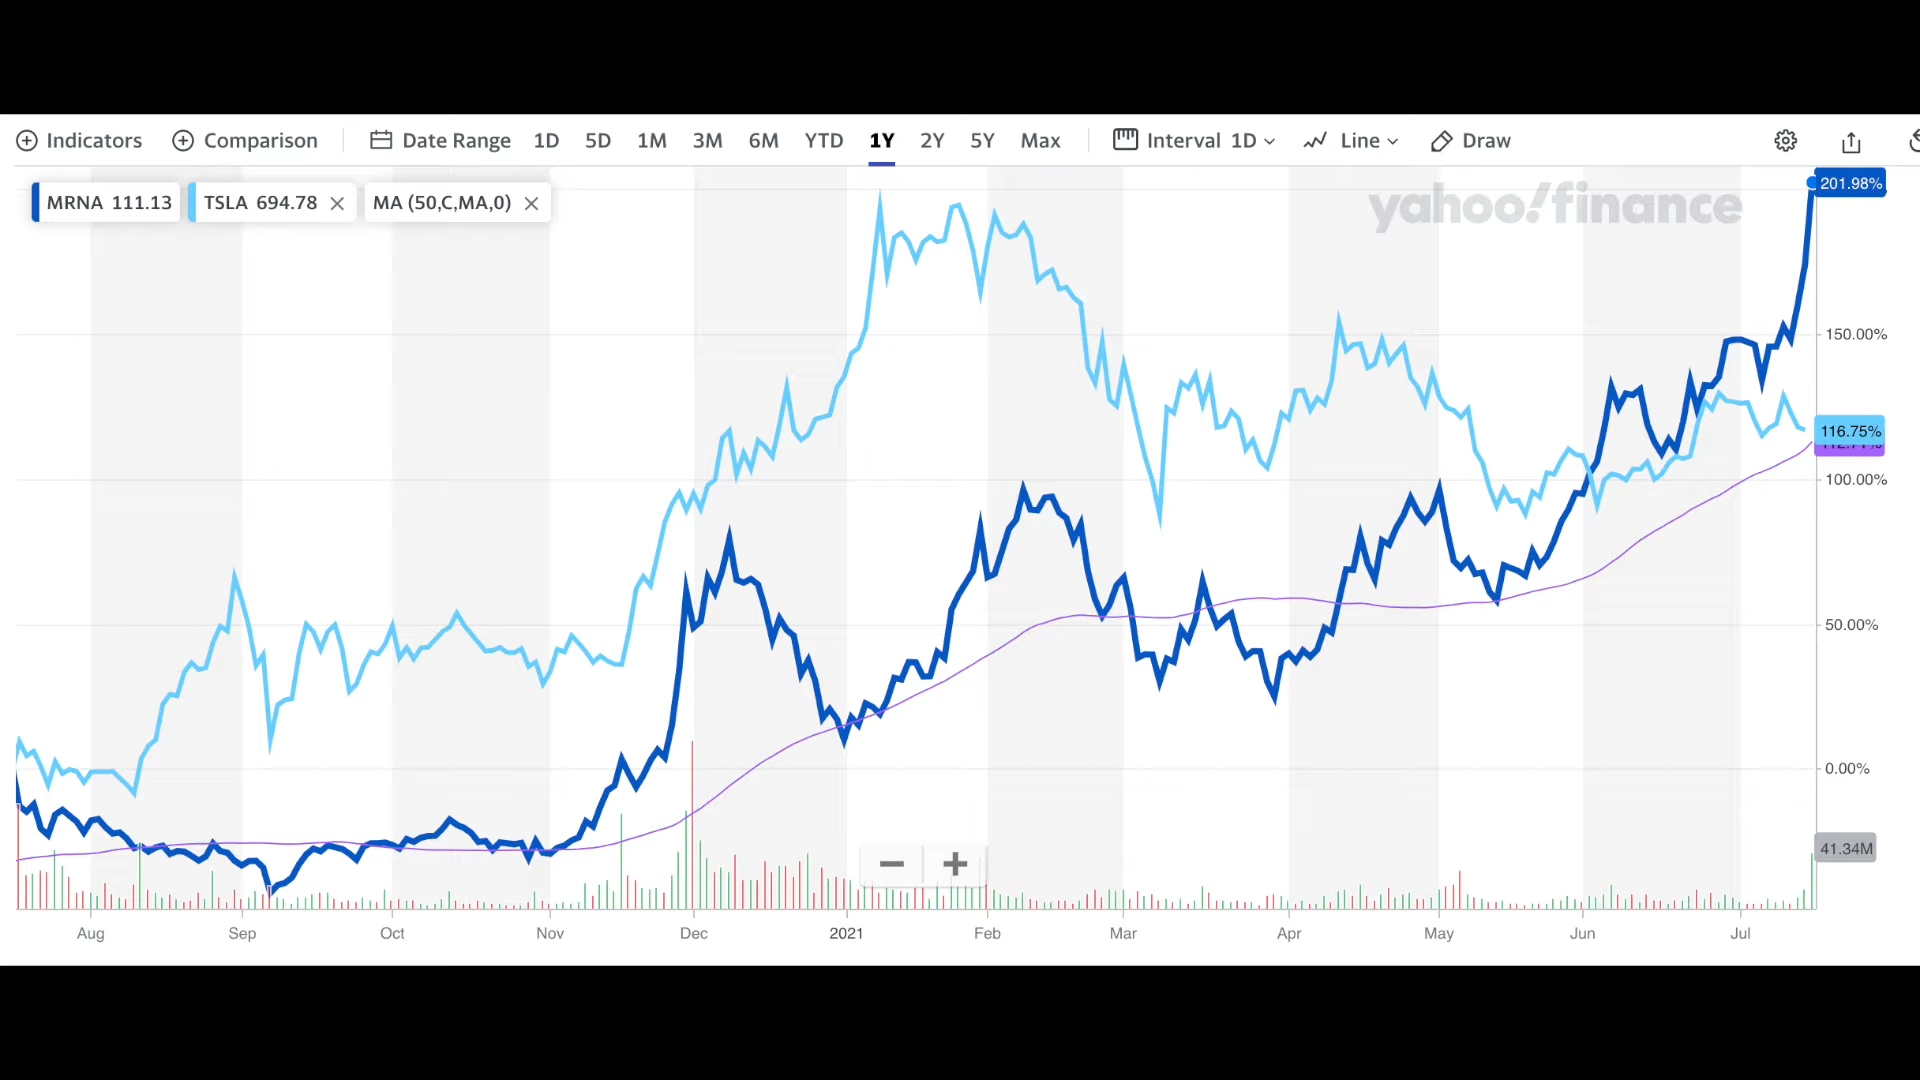 Indicators Comparison Date Range 1D 5D 1M 3M 6M YTD 1Y 2Y 5Y Max Interval 1D Line Draw
MRNA 111.13 TSLA 694.78 MA (50,C,MA,0)
yahoo!finance
201.98%
150.00%
116.75%
100.00%
50.00%
0.00%
41.34M
Aug Sep Oct Nov Dec 2021 Feb Mar Apr May Jun Jul